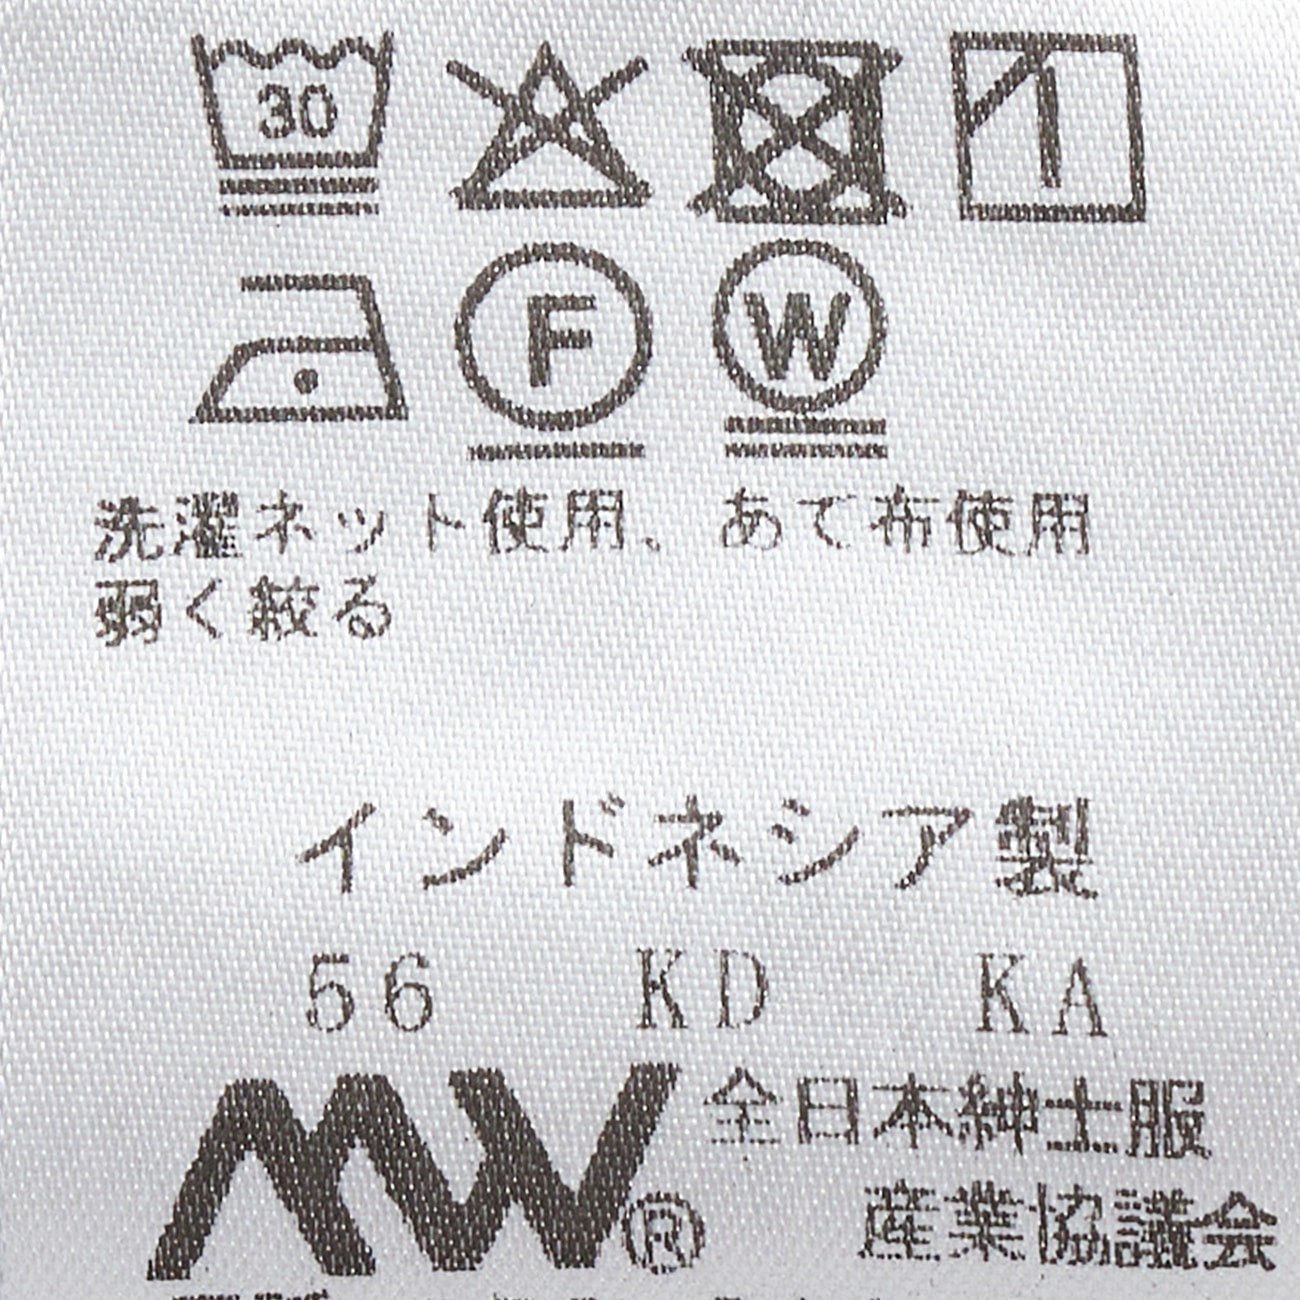 30
F W
洗濯ネット使用、あて布使用
弱く絞る
インドネシア製
56 KD KA
MW® 全日本紳士服
産業協議会